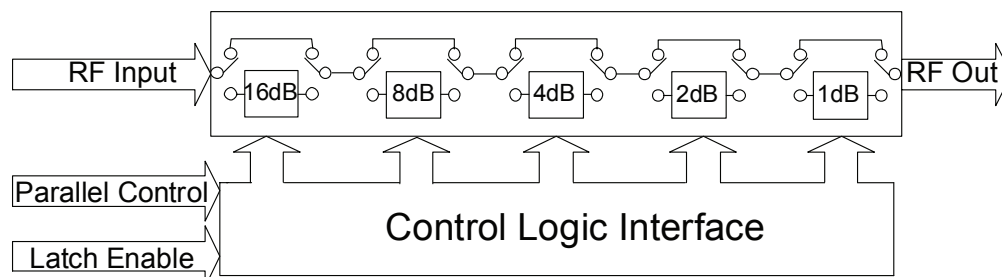 RF Input
16dB
8dB
4dB
2dB
1dB
RF Out
Parallel Control
Control Logic Interface
Latch Enable